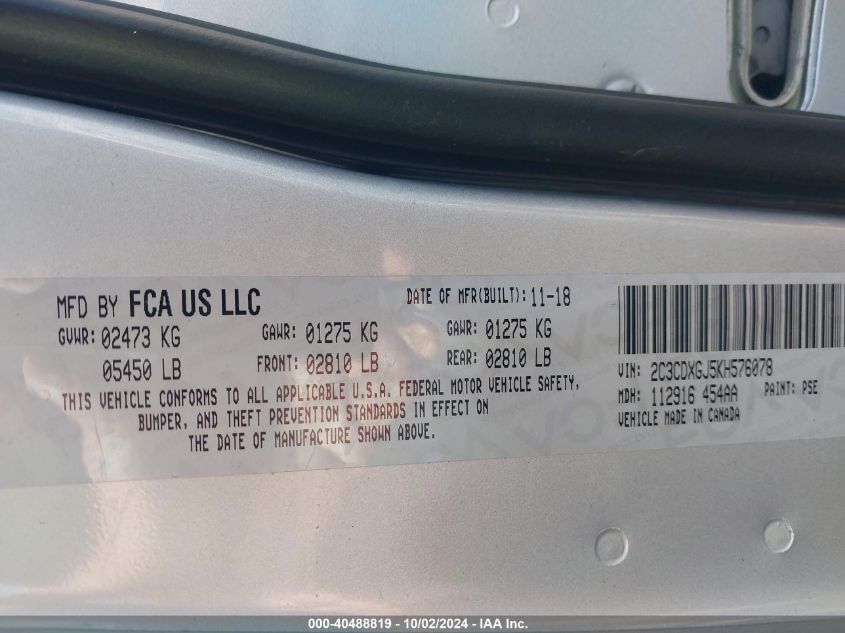 MFD BY FCA US LLC
DATE OF MFR(BUILT): 11-18
GVWR: 02473 KG
GAWR: 01275 KG
GAWR: 01275 KG
05450 LB
FRONT: 02810 LB
REAR: 02810 LB
THIS VEHICLE CONFORMS TO ALL APPLICABLE U.S.A. FEDERAL MOTOR VEHICLE SAFETY,
BUMPER, AND THEFT PREVENTION STANDARDS IN EFFECT ON
THE DATE OF MANUFACTURE SHOWN ABOVE.
VIN: 2C3CDXGJ5KH576078
MDH: 112916 454AA PAINT: PSE
VEHICLE MADE IN CANADA
000-40488819 - 10/02/2024 - IAA Inc.